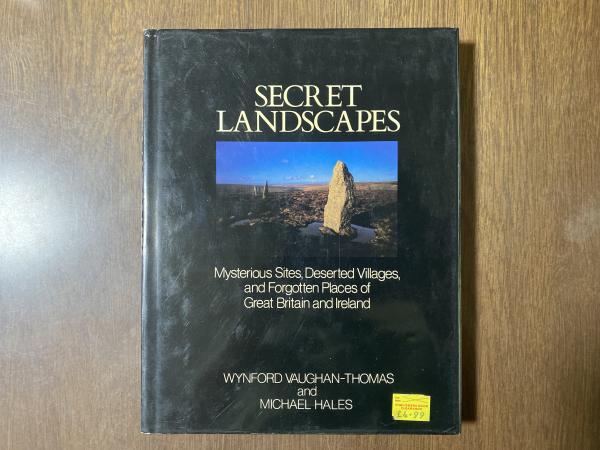 SECRET
LANDSCAPES
Mysterious Sites, Deserted Villages,
and Forgotten Places of
Great Britain and Ireland
WYNFORD VAUGHAN-THOMAS
and
MICHAEL HALES
£4.99